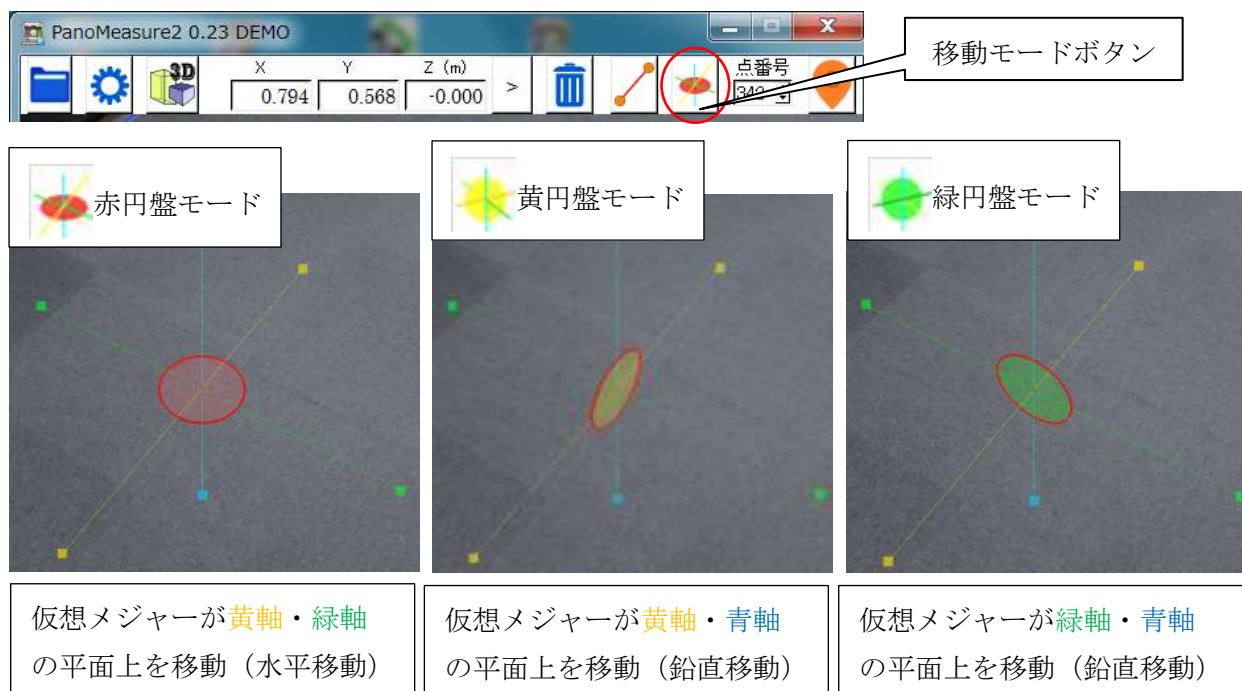 PanoMeasure2 0.23 DEMO
移動モードボタン
3D
X Y Z (m)
点番号
0.794 0.568 -0.000 > 342
赤円盤モード
黄円盤モード
緑円盤モード
仮想メジャーが黄軸・緑軸
の平面上を移動（水平移動）
仮想メジャーが黄軸・青軸
の平面上を移動（鉛直移動）
仮想メジャーが緑軸・青軸
の平面上を移動（鉛直移動）